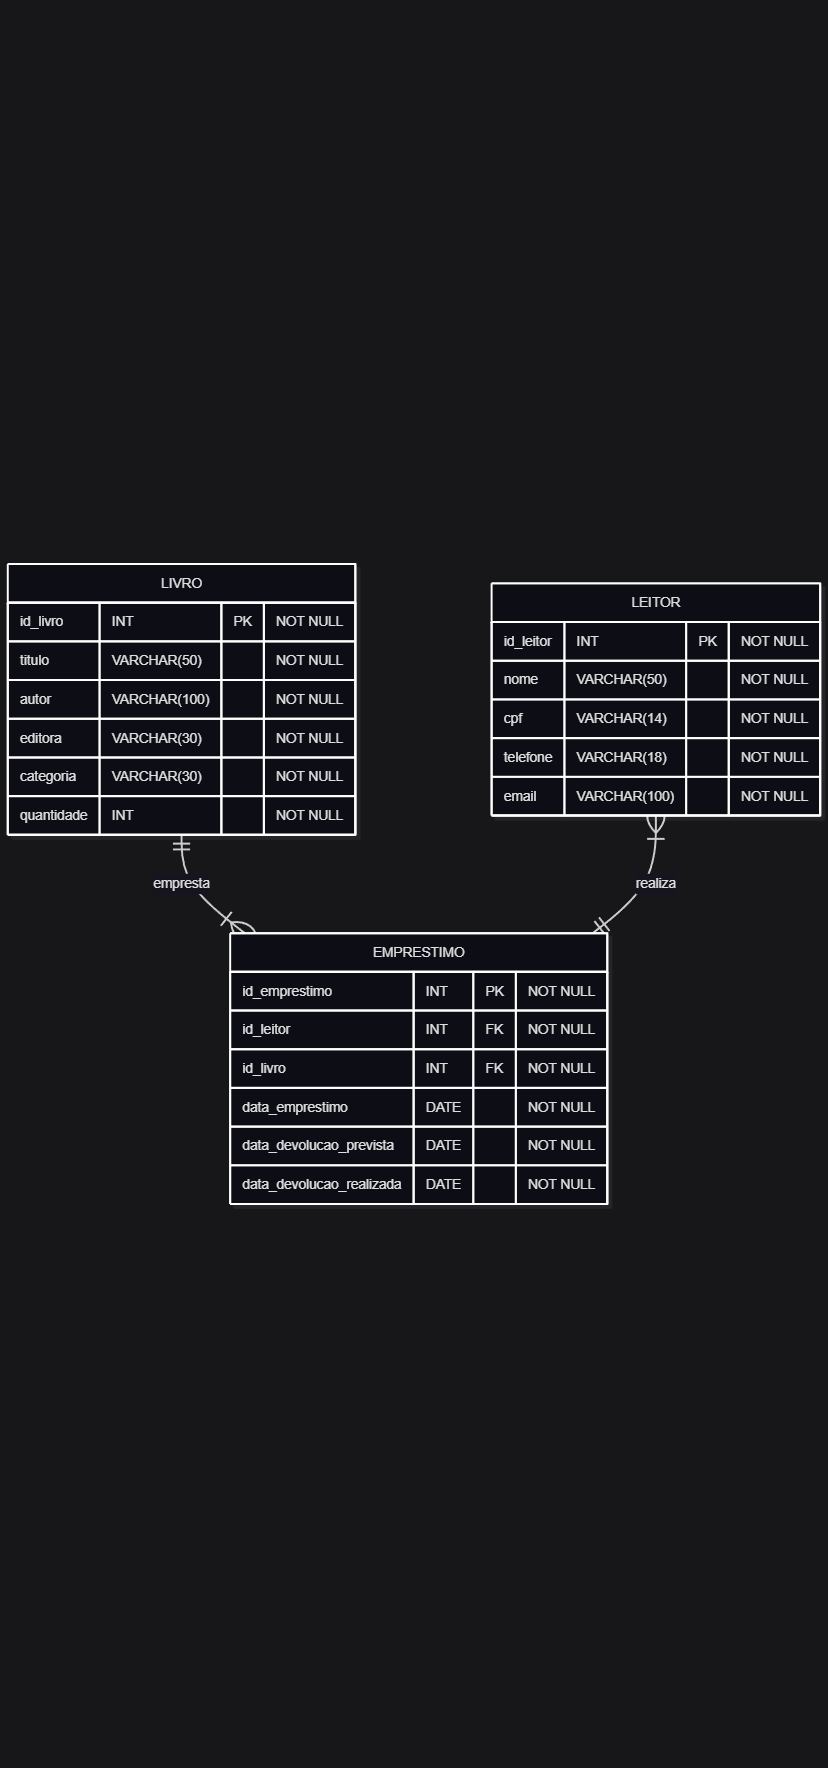 LIVRO
id_livro INT PK NOT NULL
titulo VARCHAR(50) NOT NULL
autor VARCHAR(100) NOT NULL
editora VARCHAR(30) NOT NULL
categoria VARCHAR(30) NOT NULL
quantidade INT NOT NULL
LEITOR
id_leitor INT PK NOT NULL
nome VARCHAR(50) NOT NULL
cpf VARCHAR(14) NOT NULL
telefone VARCHAR(18) NOT NULL
email VARCHAR(100) NOT NULL
empresta
realiza
EMPRESTIMO
id_emprestimo INT PK NOT NULL
id_leitor INT FK NOT NULL
id_livro INT FK NOT NULL
data_emprestimo DATE NOT NULL
data_devolucao_prevista DATE NOT NULL
data_devolucao_realizada DATE NOT NULL